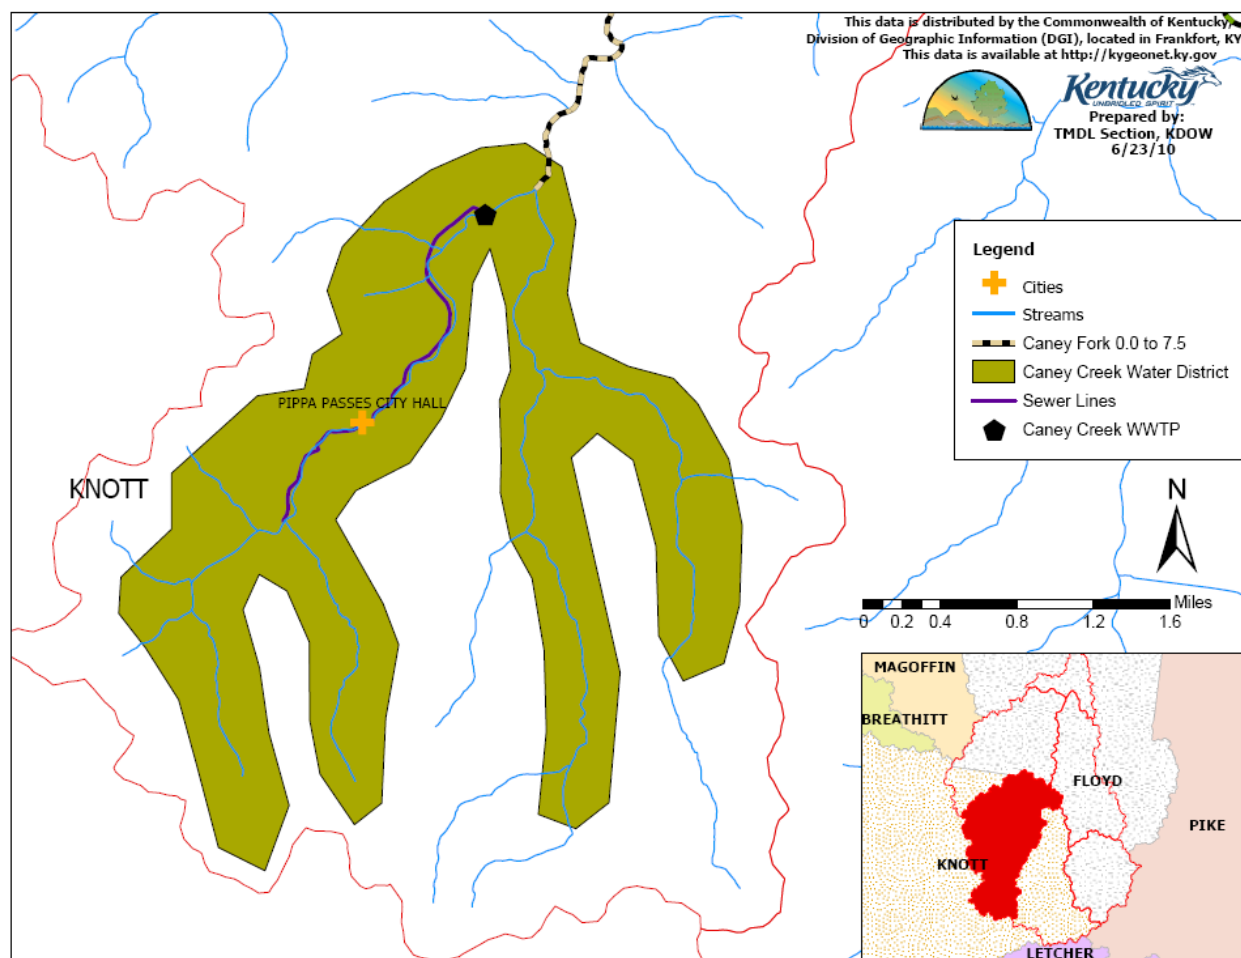 This data is distributed by the Commonwealth of Kentucky,
Division of Geographic Information (DGI), located in Frankfort, KY
This data is available at http://kygeonet.ky.gov
Kentucky
UNBRIDLED SPIRIT
Prepared by:
TMDL Section, KDOW
6/23/10
Legend
Cities
Streams
Caney Fork 0.0 to 7.5
Caney Creek Water District
Sewer Lines
Caney Creek WWTP
PIPPA PASSES CITY HALL
KNOTT
N
Miles
0 0.2 0.4 0.8 1.2 1.6
MAGOFFIN
BREATHITT
FLOYD
PIKE
KNOTT
LETCHER